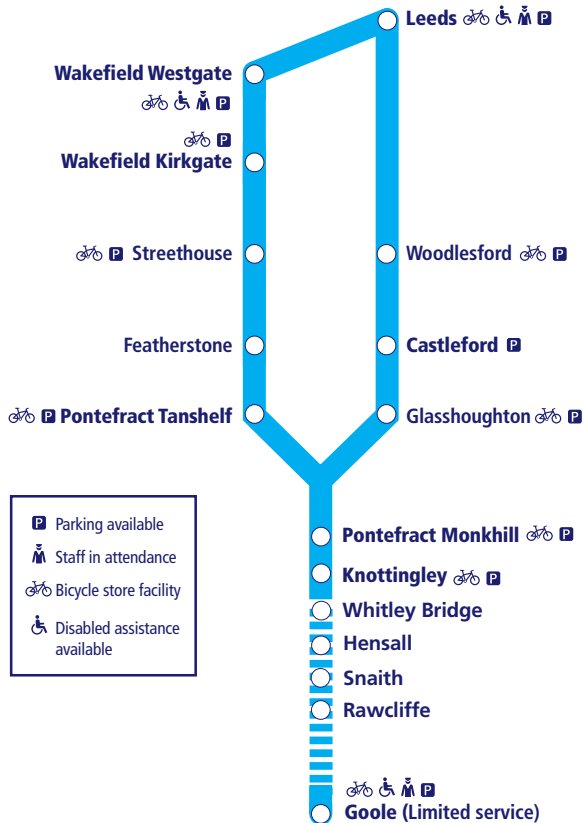 Leeds
P
Wakefield Westgate
P
P
Wakefield Kirkgate
P Streethouse
Woodlesford P
Featherstone
Castleford P
P Pontefract Tanshelf
Glasshoughton P
P Parking available
Staff in attendance
Bicycle store facility
Disabled assistance
available
Pontefract Monkhill P
Knottingley P
Whitley Bridge
Hensall
Snaith
Rawcliffe
P
Goole (Limited service)